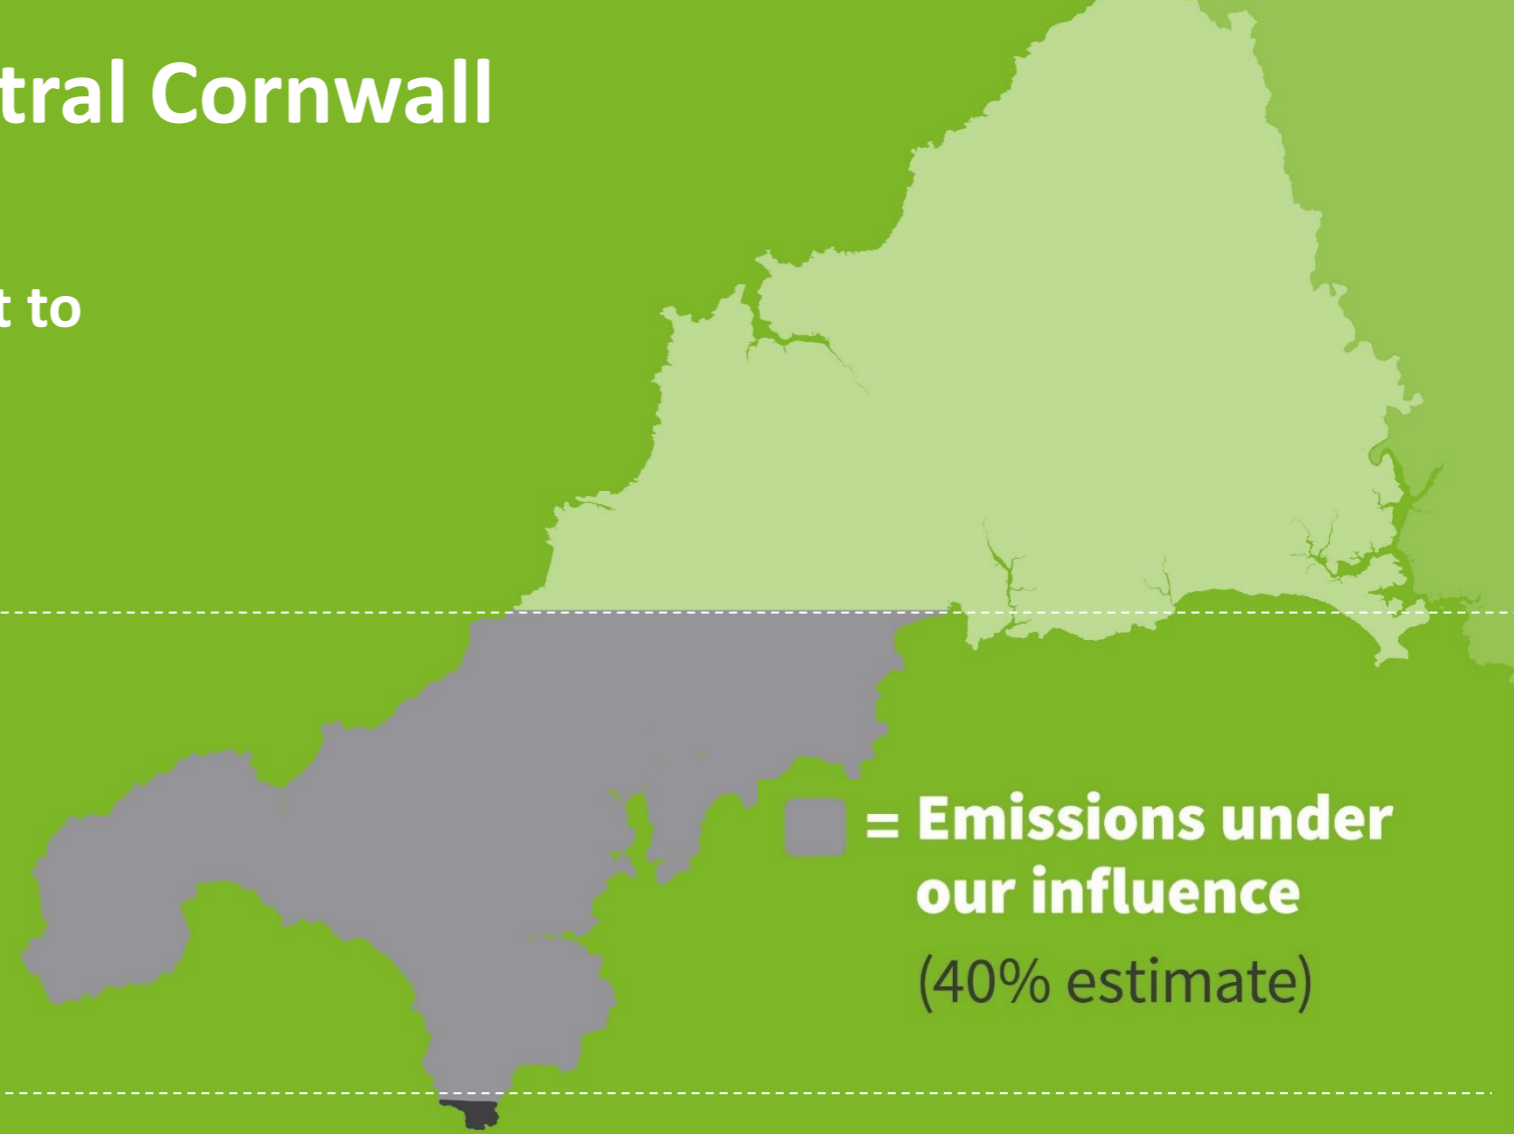 tral Cornwall
t to
= Emissions under
our influence
(40% estimate)